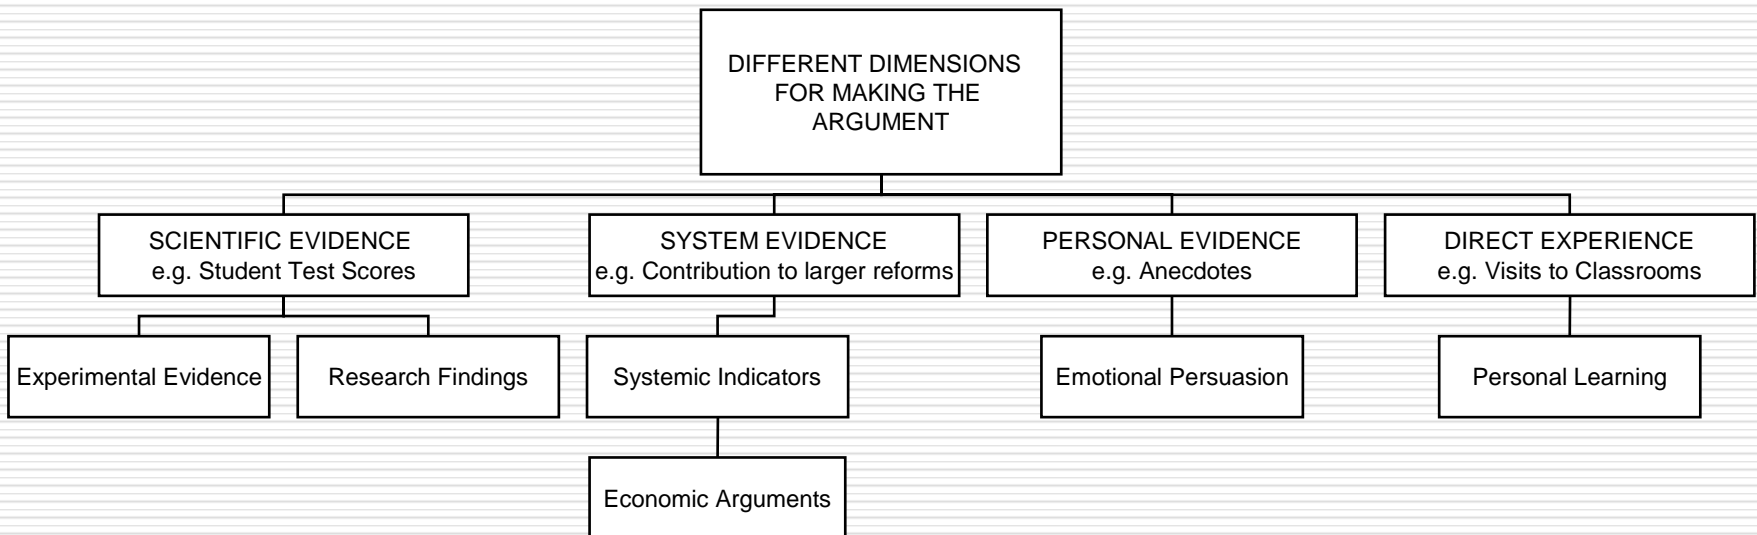 DIFFERENT DIMENSIONS
FOR MAKING THE
ARGUMENT
SCIENTIFIC EVIDENCE
e.g. Student Test Scores
SYSTEM EVIDENCE
e.g. Contribution to larger reforms
PERSONAL EVIDENCE
e.g. Anecdotes
DIRECT EXPERIENCE
e.g. Visits to Classrooms
Experimental Evidence
Research Findings
Systemic Indicators
Emotional Persuasion
Personal Learning
Economic Arguments